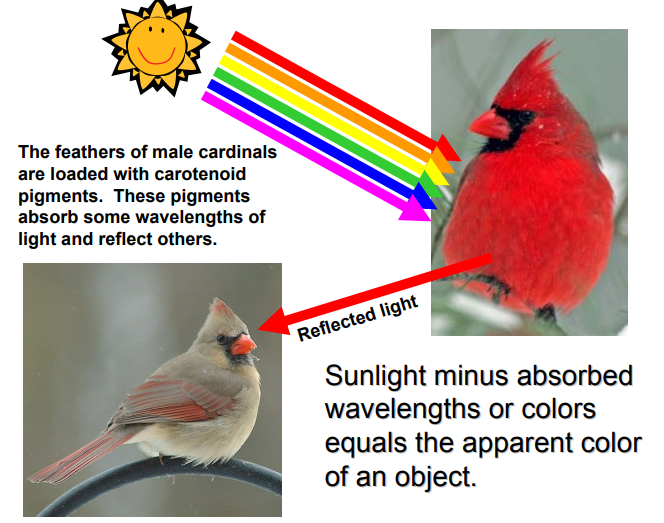 The feathers of male cardinals
are loaded with carotenoid
pigments. These pigments
absorb some wavelengths of
light and reflect others.
Reflected light
Sunlight minus absorbed
wavelengths or colors
equals the apparent color
of an object.